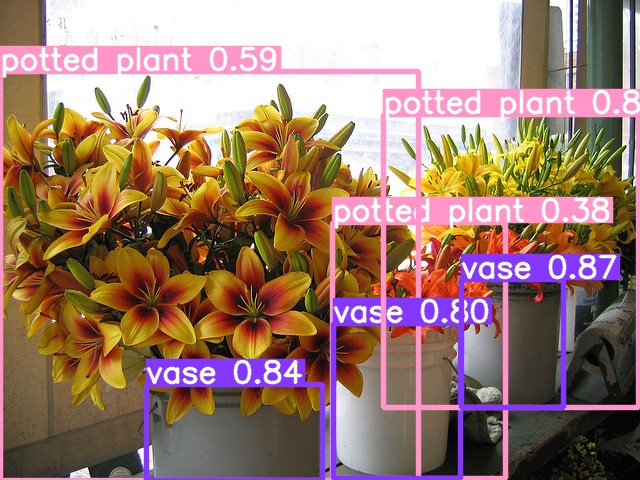 potted plant 0.59
potted plant 0.8
potted plant 0.38
vase 0.87
vase 0.80
vase 0.84